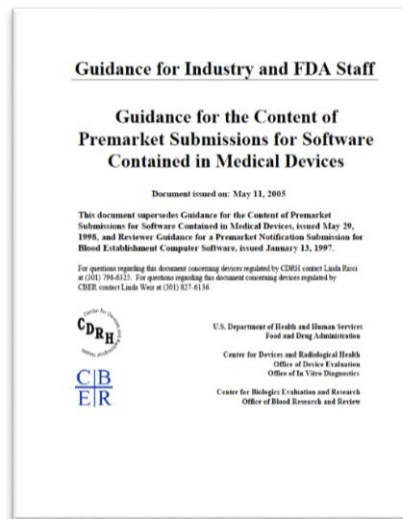 Guidance for Industry and FDA Staff
Guidance for the Content of
Premarket Submissions for Software
Contained in Medical Devices
Document issued on: May 11, 2005
This document supersedes Guidance for the Content of Premarket
Submissions for Software Contained in Medical Devices, issued May 29,
1998, and Reviewer Guidance for a Premarket Notification Submission for
Blood Establishment Computer Software, issued January 13, 1997.
For questions regarding this document concerning devices regulated by CDRH contact Linda Ricci
at (301) 796-6325. For questions regarding this document concerning devices regulated by
CBER contact Linda Weir at (301) 827-6136.
CDRH
U.S. Department of Health and Human Services
Food and Drug Administration
Center for Devices and Radiological Health
Office of Device Evaluation
Office of In Vitro Diagnostics
CBER
Center for Biologics Evaluation and Research
Office of Blood Research and Review